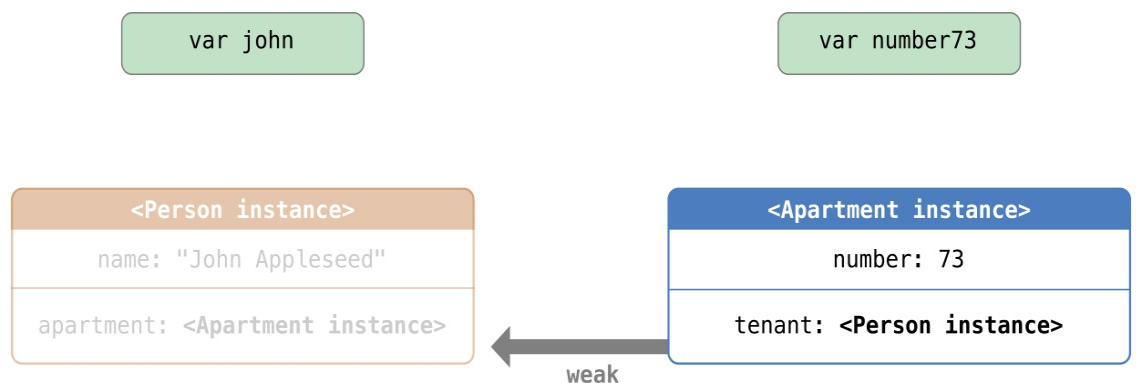 var john
var number73
<Person instance>
name: "John Appleseed"
apartment: <Apartment instance>
<Apartment instance>
number: 73
tenant: <Person instance>
weak